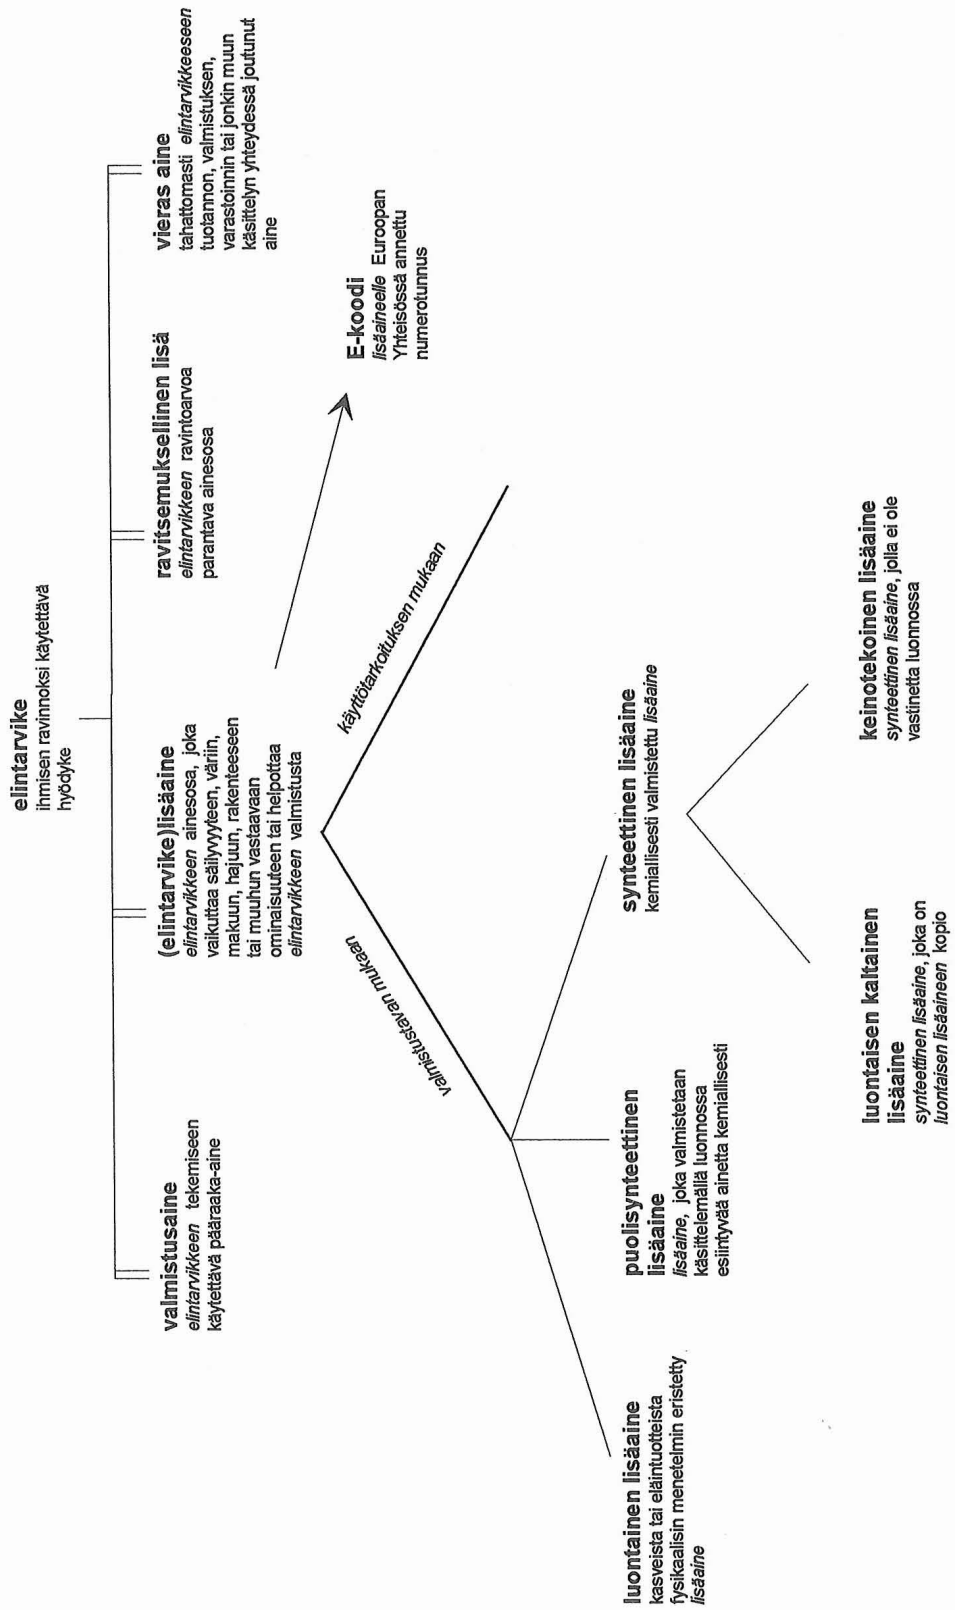 elintarvike
ihmisen ravinnoksi käytettävä
hyödyke
valmistusaine
elintarvikkeen tekemiseen
käytettävä pääraaka-aine
(elintarvike)lisäaine
elintarvikkeen ainesosa, joka
vaikuttaa säilyvyyteen, väriin,
makuun, hajuun, rakenteeseen
tai muuhun vastaavaan
ominaisuuteen tai helpottaa
elintarvikkeen valmistusta
ravitsemuksellinen lisä
elintarvikkeen ravintoarvoa
parantava ainesosa
vieras aine
tahattomasti elintarvikkeeseen
tuotannon, valmistuksen,
varastoinnin tai jonkin muun
käsittelyn yhteydessä joutunut
aine
E-koodi
lisäaineelle Euroopan
Yhteisössä annettu
numerotunnus
valmistustavan mukaan
käyttötarkoituksen mukaan
luontainen lisäaine
kasveista tai eläintuotteista
fysikaalisin menetelmin eristetty
lisäaine
puolisynteettinen
lisäaine
lisäaine, joka valmistetaan
käsittelemällä luonnossa
esiintyvää ainetta kemiallisesti
synteettinen lisäaine
kemiallisesti valmistettu lisäaine
luontaisen kaltainen
lisäaine
synteettinen lisäaine, joka on
luontaisen lisäaineen kopio
keinotekoinen lisäaine
synteettinen lisäaine, jolla ei ole
vastinetta luonnossa